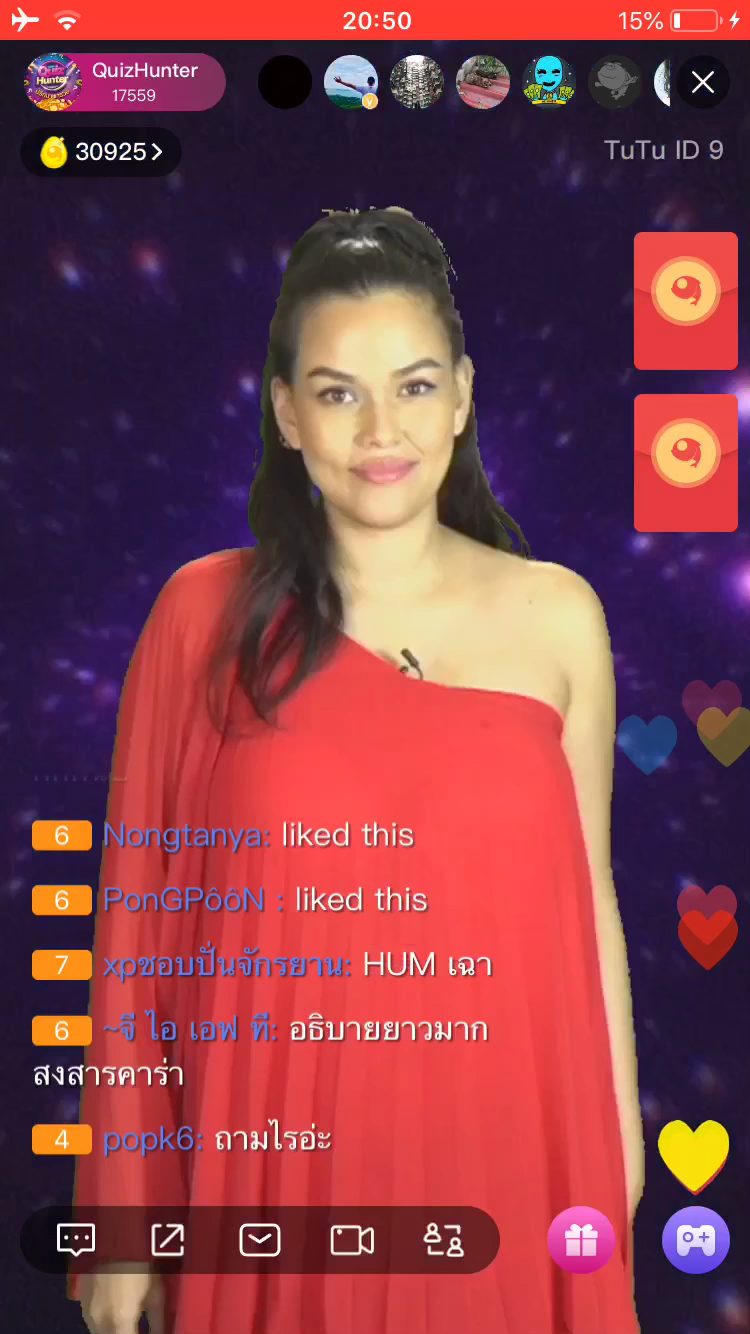 20:50
15%
QuizHunter
17559
30925
TuTu ID 9
6 Nongtanya: liked this
6 PonGPôôN : liked this
7 xpชอบปั่นจักรยาน: HUM เฉา
6 ~จี ไอ เอฟ ที: อธิบายยาวมาก
สงสารคาร่า
4 popk6: ถามไรอ่ะ